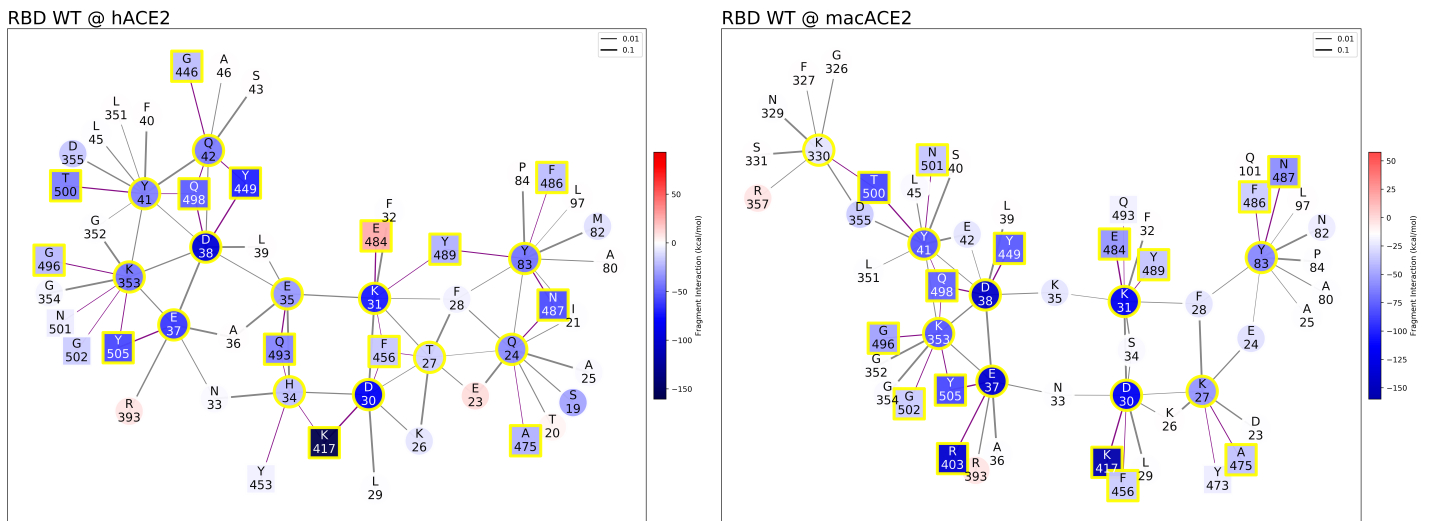 RBD WT @ hACE2
0.01
0.1
G
446
A
46
S
43
L
351
F
40
L
45
D
355
Q
42
T
500
Y
41
Q
498
Y
449
G
352
D
38
L
39
G
496
K
353
G
354
N
501
G
502
Y
505
E
37
A
36
E
35
F
32
E
484
K
31
Y
489
P
84
F
486
L
97
M
82
Y
83
A
80
F
28
N
487
I
21
Q
493
F
456
T
27
Q
24
A
25
R
393
N
33
H
34
D
30
E
23
S
19
K
417
K
26
A
475
T
20
Y
453
L
29
50
0
−50
−100
−150
Fragment Interaction (kcal/mol)
RBD WT @ macACE2
0.01
0.1
G
326
F
327
N
329
S
331
K
330
R
357
T
500
D
355
N
501
S
40
L
45
Y
41
E
42
L
39
Y
449
L
351
Q
498
D
38
K
35
G
496
K
353
G
352
G
354
G
502
Y
505
E
37
R
403
R
393
A
36
N
33
Q
493
F
32
E
484
Y
489
K
31
S
34
D
30
K
26
K
417
F
456
L
29
Q
101
N
487
F
486
L
97
N
82
Y
83
P
84
A
80
A
25
F
28
E
24
K
27
D
23
A
475
Y
473
50
25
0
−25
−50
−75
−100
−125
−150
Fragment Interaction (kcal/mol)